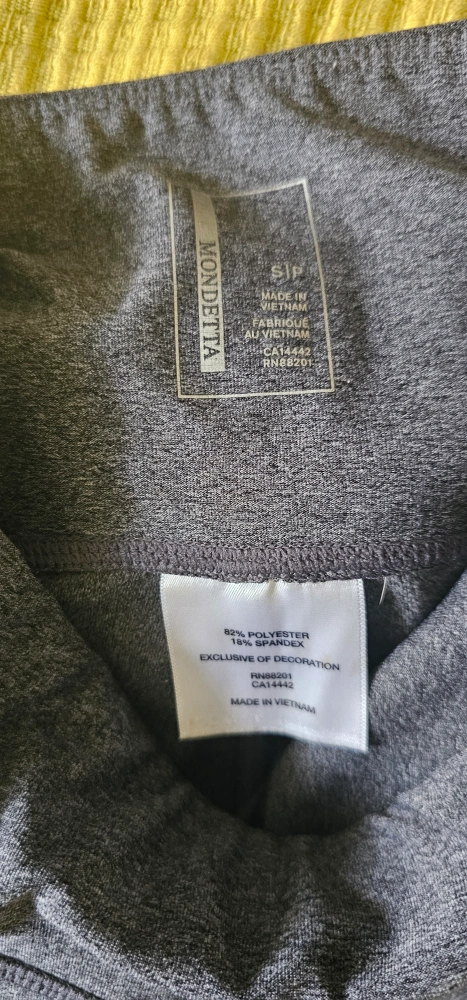 MONDETTA
S|P
MADE IN
VIETNAM
FABRIQUÉ
AU VIETNAM
CA14442
RN88201
82% POLYESTER
18% SPANDEX
EXCLUSIVE OF DECORATION
RN88201
CA14442
MADE IN VIETNAM